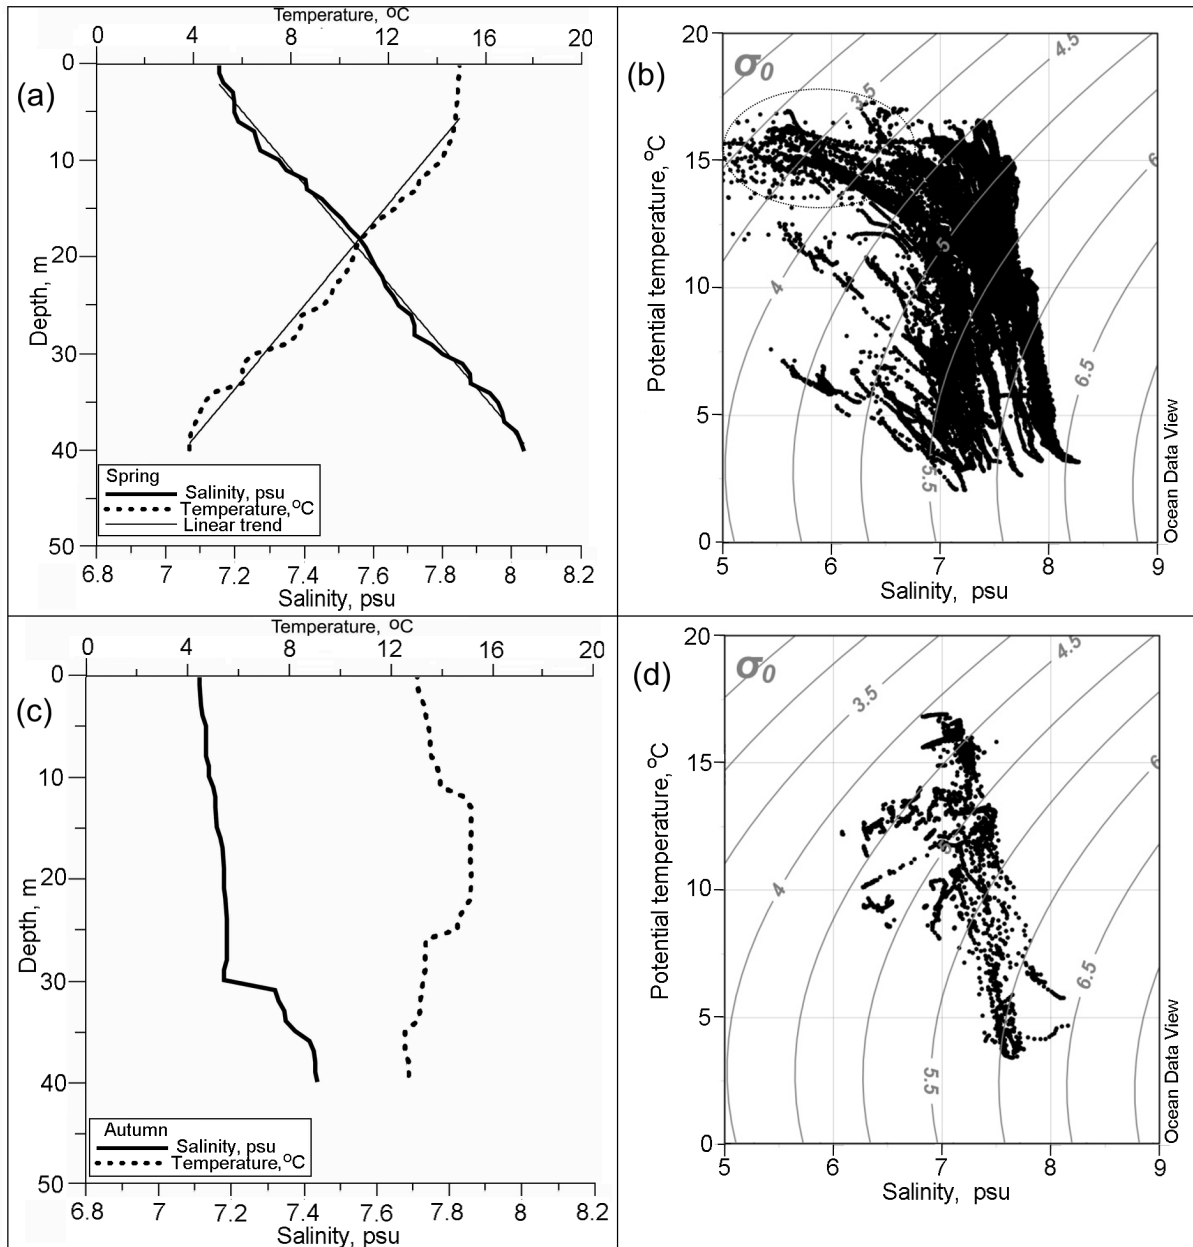 Temperature, °C
0 4 8 12 16 20
(a)
0
10
20
30
40
50
Depth, m
Spring
Salinity, psu
Temperature,°C
Linear trend
6.8 7 7.2 7.4 7.6 7.8 8 8.2
Salinity, psu
(b)
σ0
20
15
10
5
0
Potential temperature, °C
3.5
4.5
4
5
6
6.5
5.5
5 6 7 8 9
Salinity, psu
Ocean Data View
Temperature, °C
0 4 8 12 16 20
(c)
0
10
20
30
40
50
Depth, m
Autumn
Salinity, psu
Temperature,°C
6.8 7 7.2 7.4 7.6 7.8 8 8.2
Salinity, psu
(d)
σ0
20
15
10
5
0
Potential temperature, °C
3.5
4.5
4
5
6
6.5
5.5
5 6 7 8 9
Salinity, psu
Ocean Data View